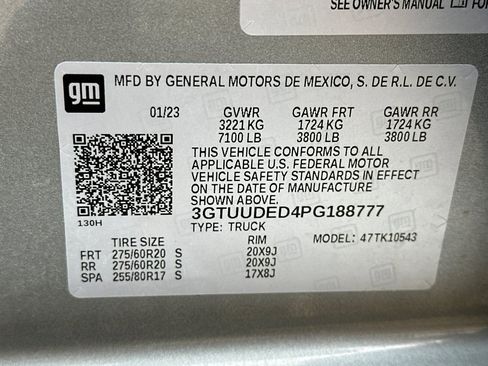 SEE OWNER'S MANUAL
FOR
gm
MFD BY GENERAL MOTORS DE MEXICO, S. DE R.L. DE C.V.
01/23 GVWR GAWR FRT GAWR RR
3221 KG 1724 KG 1724 KG
7100 LB 3800 LB 3800 LB
THIS VEHICLE CONFORMS TO ALL
APPLICABLE U.S. FEDERAL MOTOR
VEHICLE SAFETY STANDARDS IN EFFECT
ON THE DATE OF MANUFACTURE
SHOWN ABOVE.
130H
3GTUUDED4PG188777
TYPE: TRUCK MODEL: 47TK10543
TIRE SIZE RIM
FRT 275/60R20 S 20X9J
RR 275/60R20 S 20X9J
SPA 255/80R17 S 17X8J